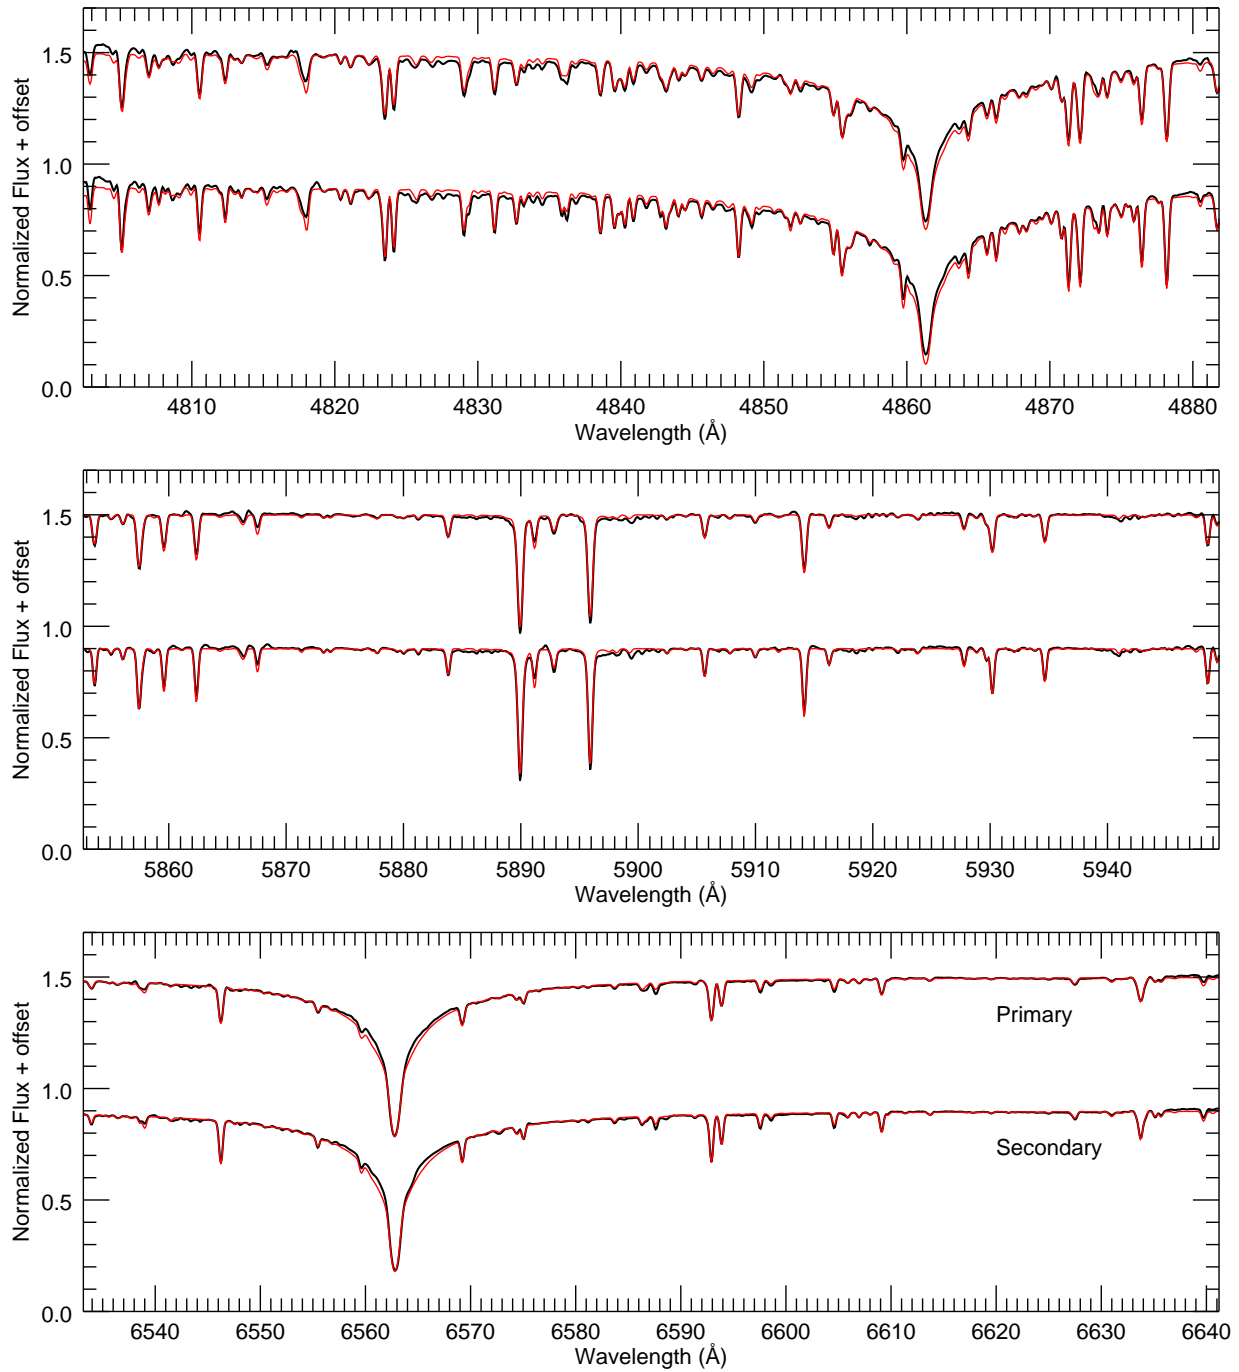 Normalized Flux + offset
1.5
1.0
0.5
0.0
4810 4820 4830 4840 4850 4860 4870 4880
Wavelength (Å)
Normalized Flux + offset
1.5
1.0
0.5
0.0
5860 5870 5880 5890 5900 5910 5920 5930 5940
Wavelength (Å)
Normalized Flux + offset
1.5
Primary
1.0
Secondary
0.5
0.0
6540 6550 6560 6570 6580 6590 6600 6610 6620 6630 6640
Wavelength (Å)